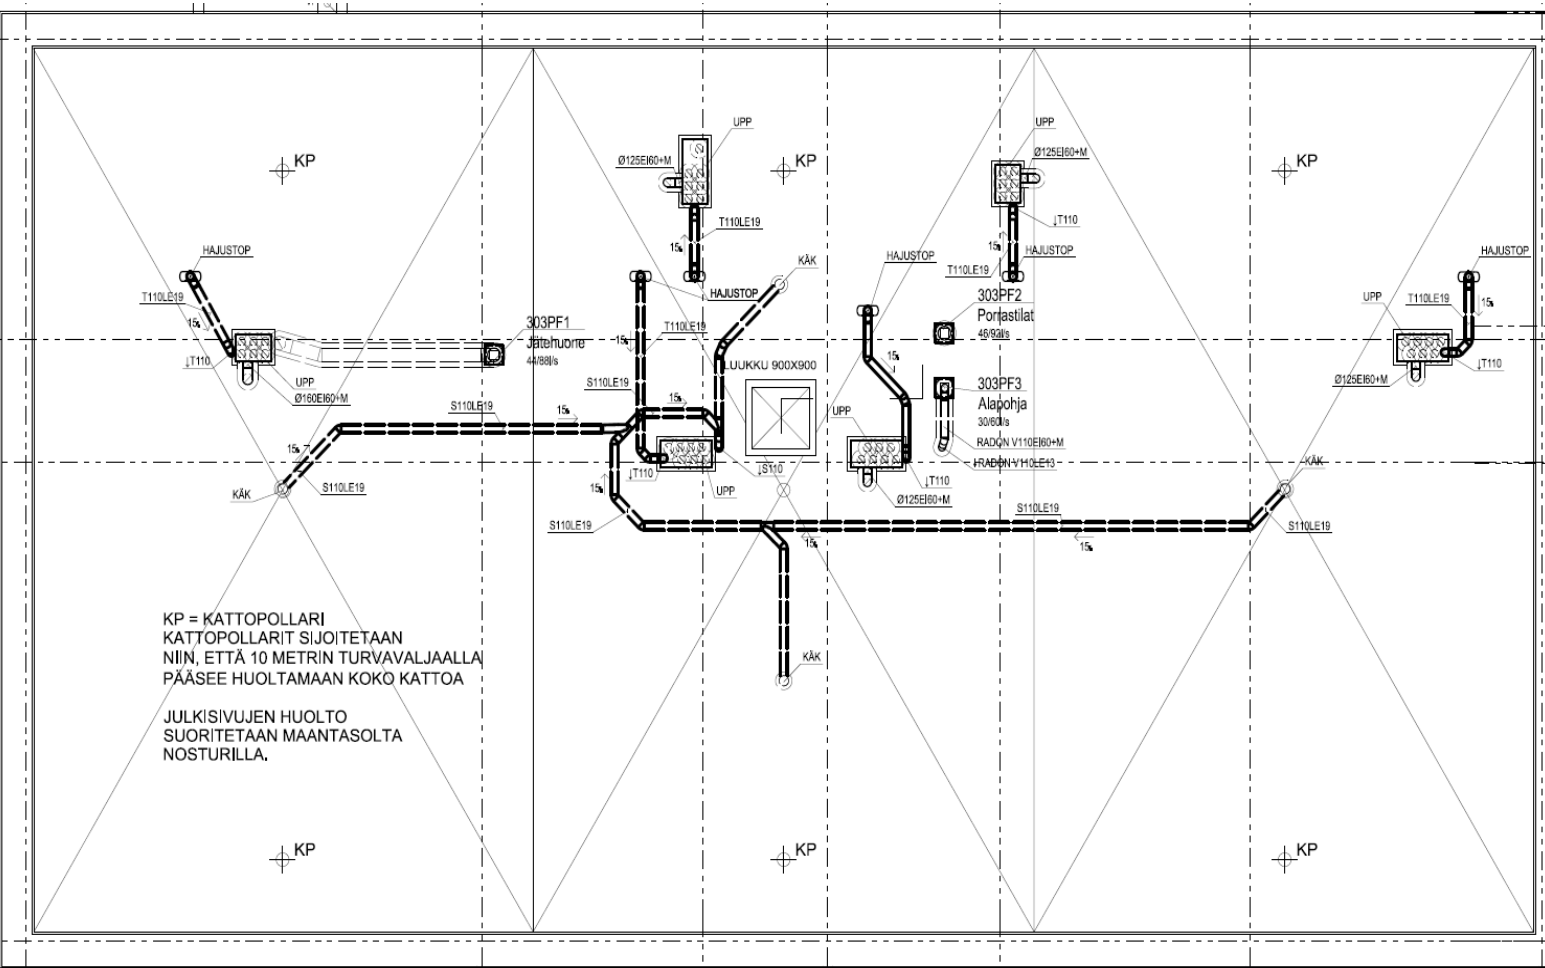 UPP
UPP
Ø125EI60+M
Ø125EI60+M
KP
KP
KP
T110LE19
↓T110
15‰
15‰
HAJUSTOP
HAJUSTOP
HAJUSTOP
HAJUSTOP
KÄK
T110LE19
303PF2
Porrastilat
46/92l/s
HAJUSTOP
T110LE19
UPP
T110LE19
15‰
15‰
303PF1
Jätehuone
44/88l/s
T110LE19
15‰
15‰
↓T110
UPP
Ø160EI60+M
LUUKKU 900X900
↓T110
Ø125EI60+M
S110LE19
303PF3
Alapohja
30/60l/s
S110LE19
15‰
15‰
UPP
RADON V110EI60+M
↓RADON V110LE13
15‰
S110LE19
KÄK
↓T110
↓S110
UPP
15‰
↓T110
Ø125EI60+M
KÄK
S110LE19
S110LE19
S110LE19
15‰
15‰
KP = KATTOPOLLARI
KATTOPOLLARIT SIJOITETAAN
NIIN, ETTÄ 10 METRIN TURVAVALJAALLA
PÄÄSEE HUOLTAMAAN KOKO KATTOA
KÄK
JULKISIVUJEN HUOLTO
SUORITETAAN MAANTASOLTA
NOSTURILLA.
KP
KP
KP